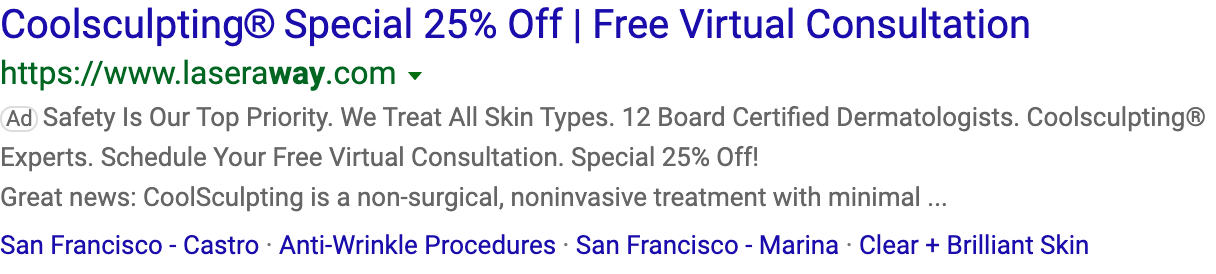 Coolsculpting® Special 25% Off | Free Virtual Consultation
https://www.laseraway.com
Ad Safety Is Our Top Priority. We Treat All Skin Types. 12 Board Certified Dermatologists. Coolsculpting®
Experts. Schedule Your Free Virtual Consultation. Special 25% Off!
Great news: CoolSculpting is a non-surgical, noninvasive treatment with minimal ...
San Francisco - Castro · Anti-Wrinkle Procedures · San Francisco - Marina · Clear + Brilliant Skin